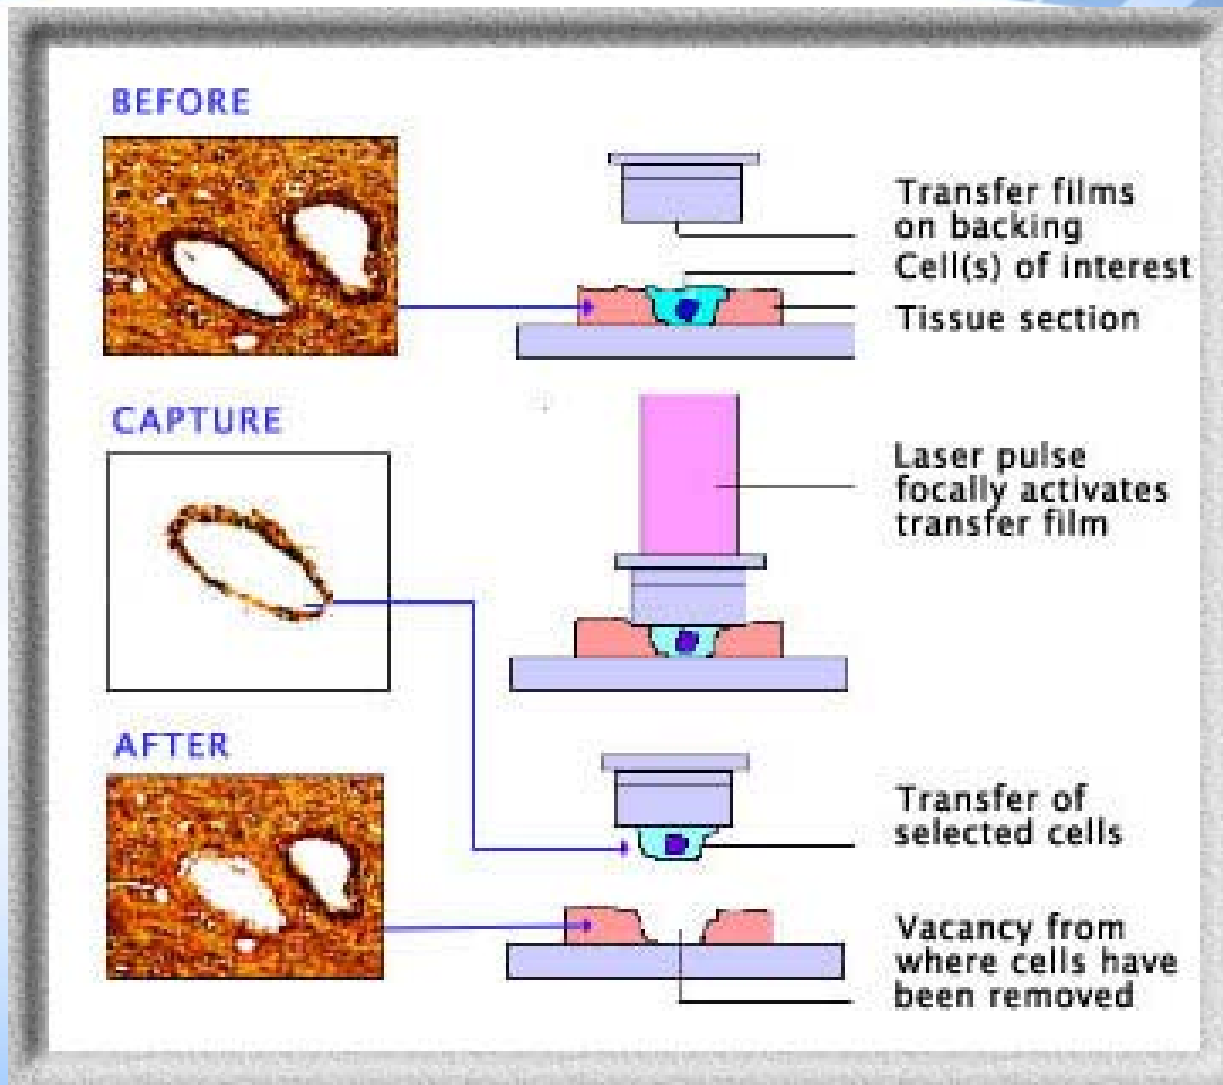 BEFORE
Transfer films
on backing
Cell(s) of interest
Tissue section
CAPTURE
Laser pulse
focally activates
transfer film
AFTER
Transfer of
selected cells
Vacancy from
where cells have
been removed